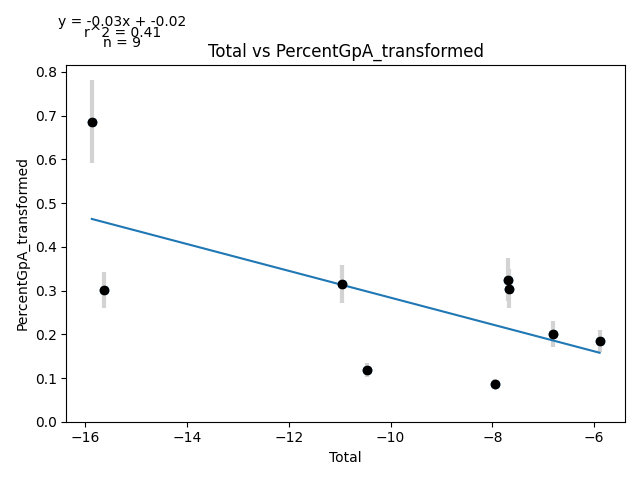 y = -0.03x + -0.02
r^2 = 0.41
n = 9
Total vs PercentGpA_transformed
PercentGpA_transformed
0.8
0.7
0.6
0.5
0.4
0.3
0.2
0.1
0.0
−16
−14
−12
−10
−8
−6
Total